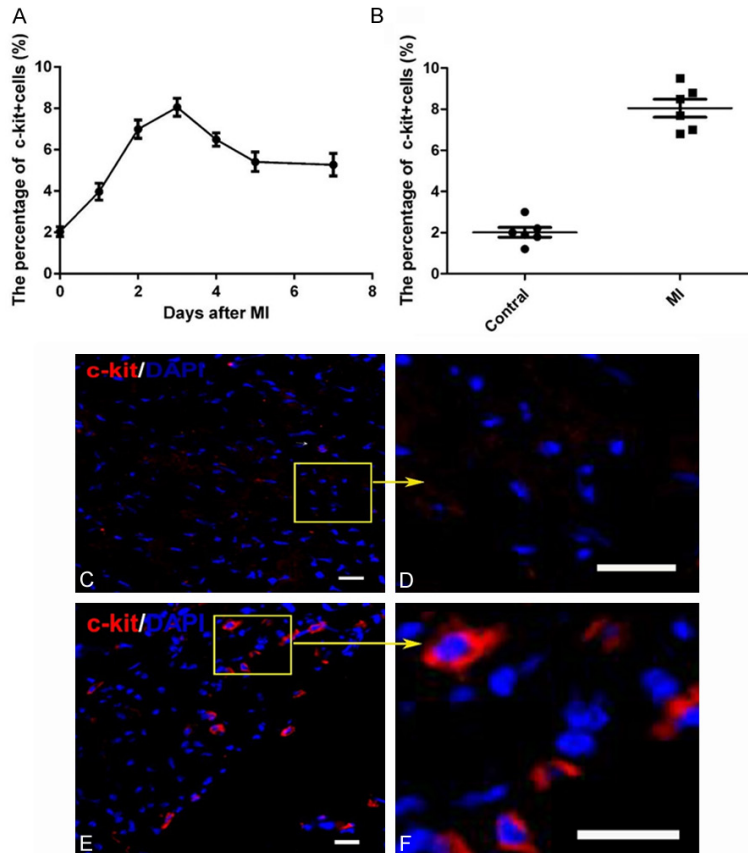 A
The percentage of c-kit+cells (%)
10
8
6
4
2
0
0 2 4 6 8
Days after MI
B
The percentage of c-kit+cells (%)
10
8
6
4
2
0
Contral MI
c-kit/DAPI
C
D
c-kit/DAPI
E
F